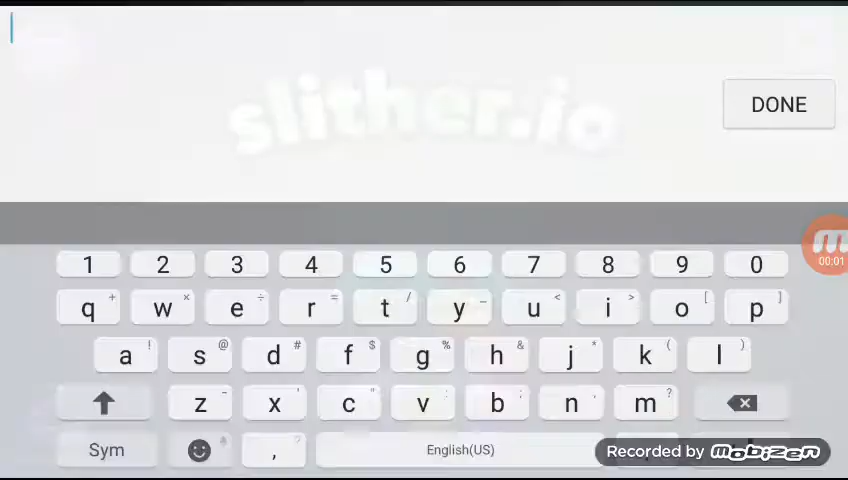 slither.io
DONE
00:01
1 2 3 4 5 6 7 8 9 0
q + w × e ÷ r = t / y _ u < i > o [ p ]
a ! s @ d # f $ g % h & j * k ( l )
z - x ' c " v : b ; n , m ?
Sym , English(US)
Recorded by mobizen